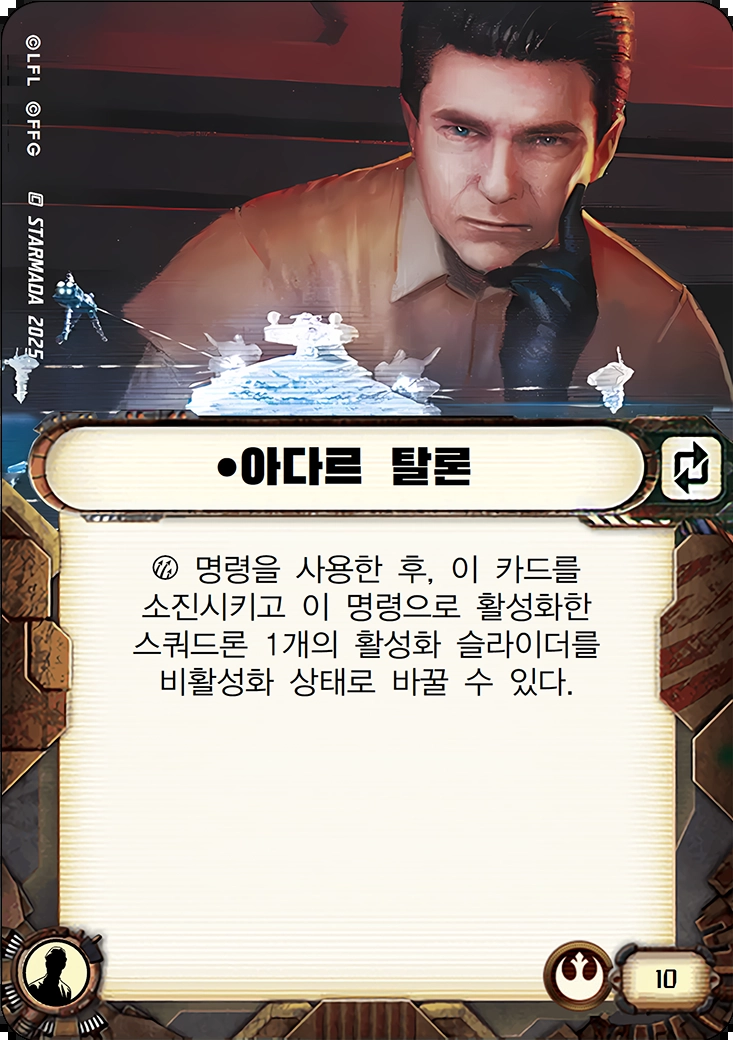 ©LFL ©FFG STARMADA 2025
•아다르 탈론
명령을 사용한 후, 이 카드를
소진시키고 이 명령으로 활성화한
스쿼드론 1개의 활성화 슬라이더를
비활성화 상태로 바꿀 수 있다.
10